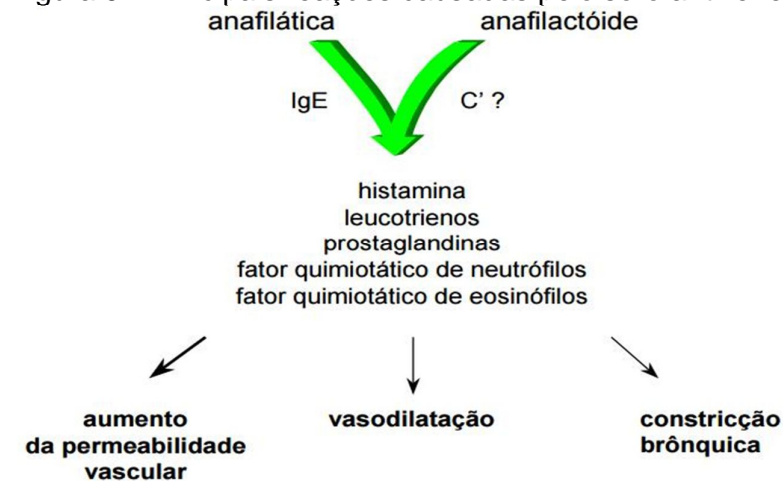 anafilática anafilactóide
IgE C' ?
histamina
leucotrienos
prostaglandinas
fator quimiotático de neutrófilos
fator quimiotático de eosinófilos
aumento vasodilatação constricção
da permeabilidade brônquica
vascular